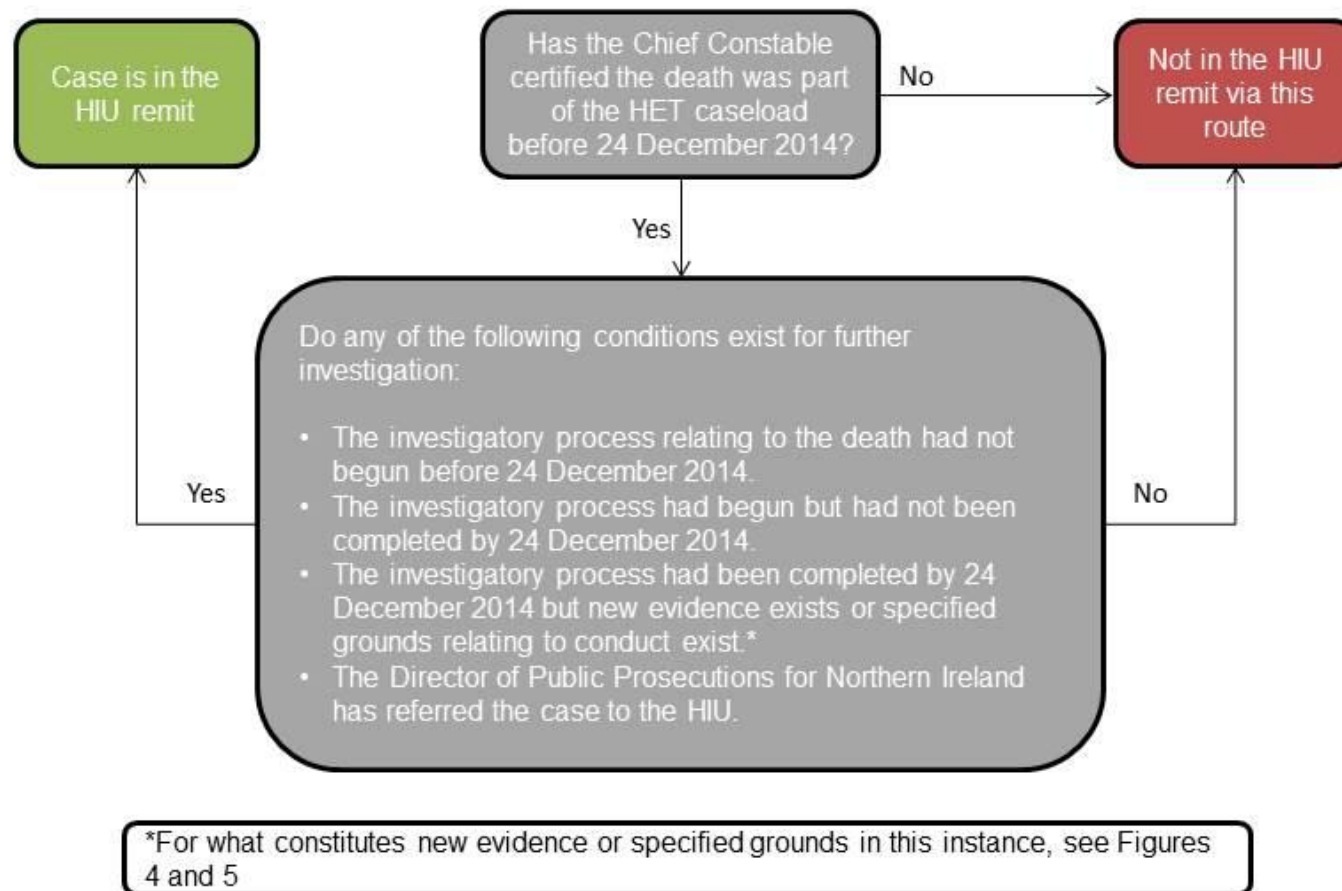 Case is in the
HIU remit
Has the Chief Constable
certified the death was part
of the HET caseload
before 24 December 2014?
No
Not in the HIU
remit via this
route
Yes
Do any of the following conditions exist for further
investigation:
• The investigatory process relating to the death had not
begun before 24 December 2014.
• The investigatory process had begun but had not been
completed by 24 December 2014.
• The investigatory process had been completed by 24
December 2014 but new evidence exists or specified
grounds relating to conduct exist.*
• The Director of Public Prosecutions for Northern Ireland
has referred the case to the HIU.
Yes
No
*For what constitutes new evidence or specified grounds in this instance, see Figures
4 and 5